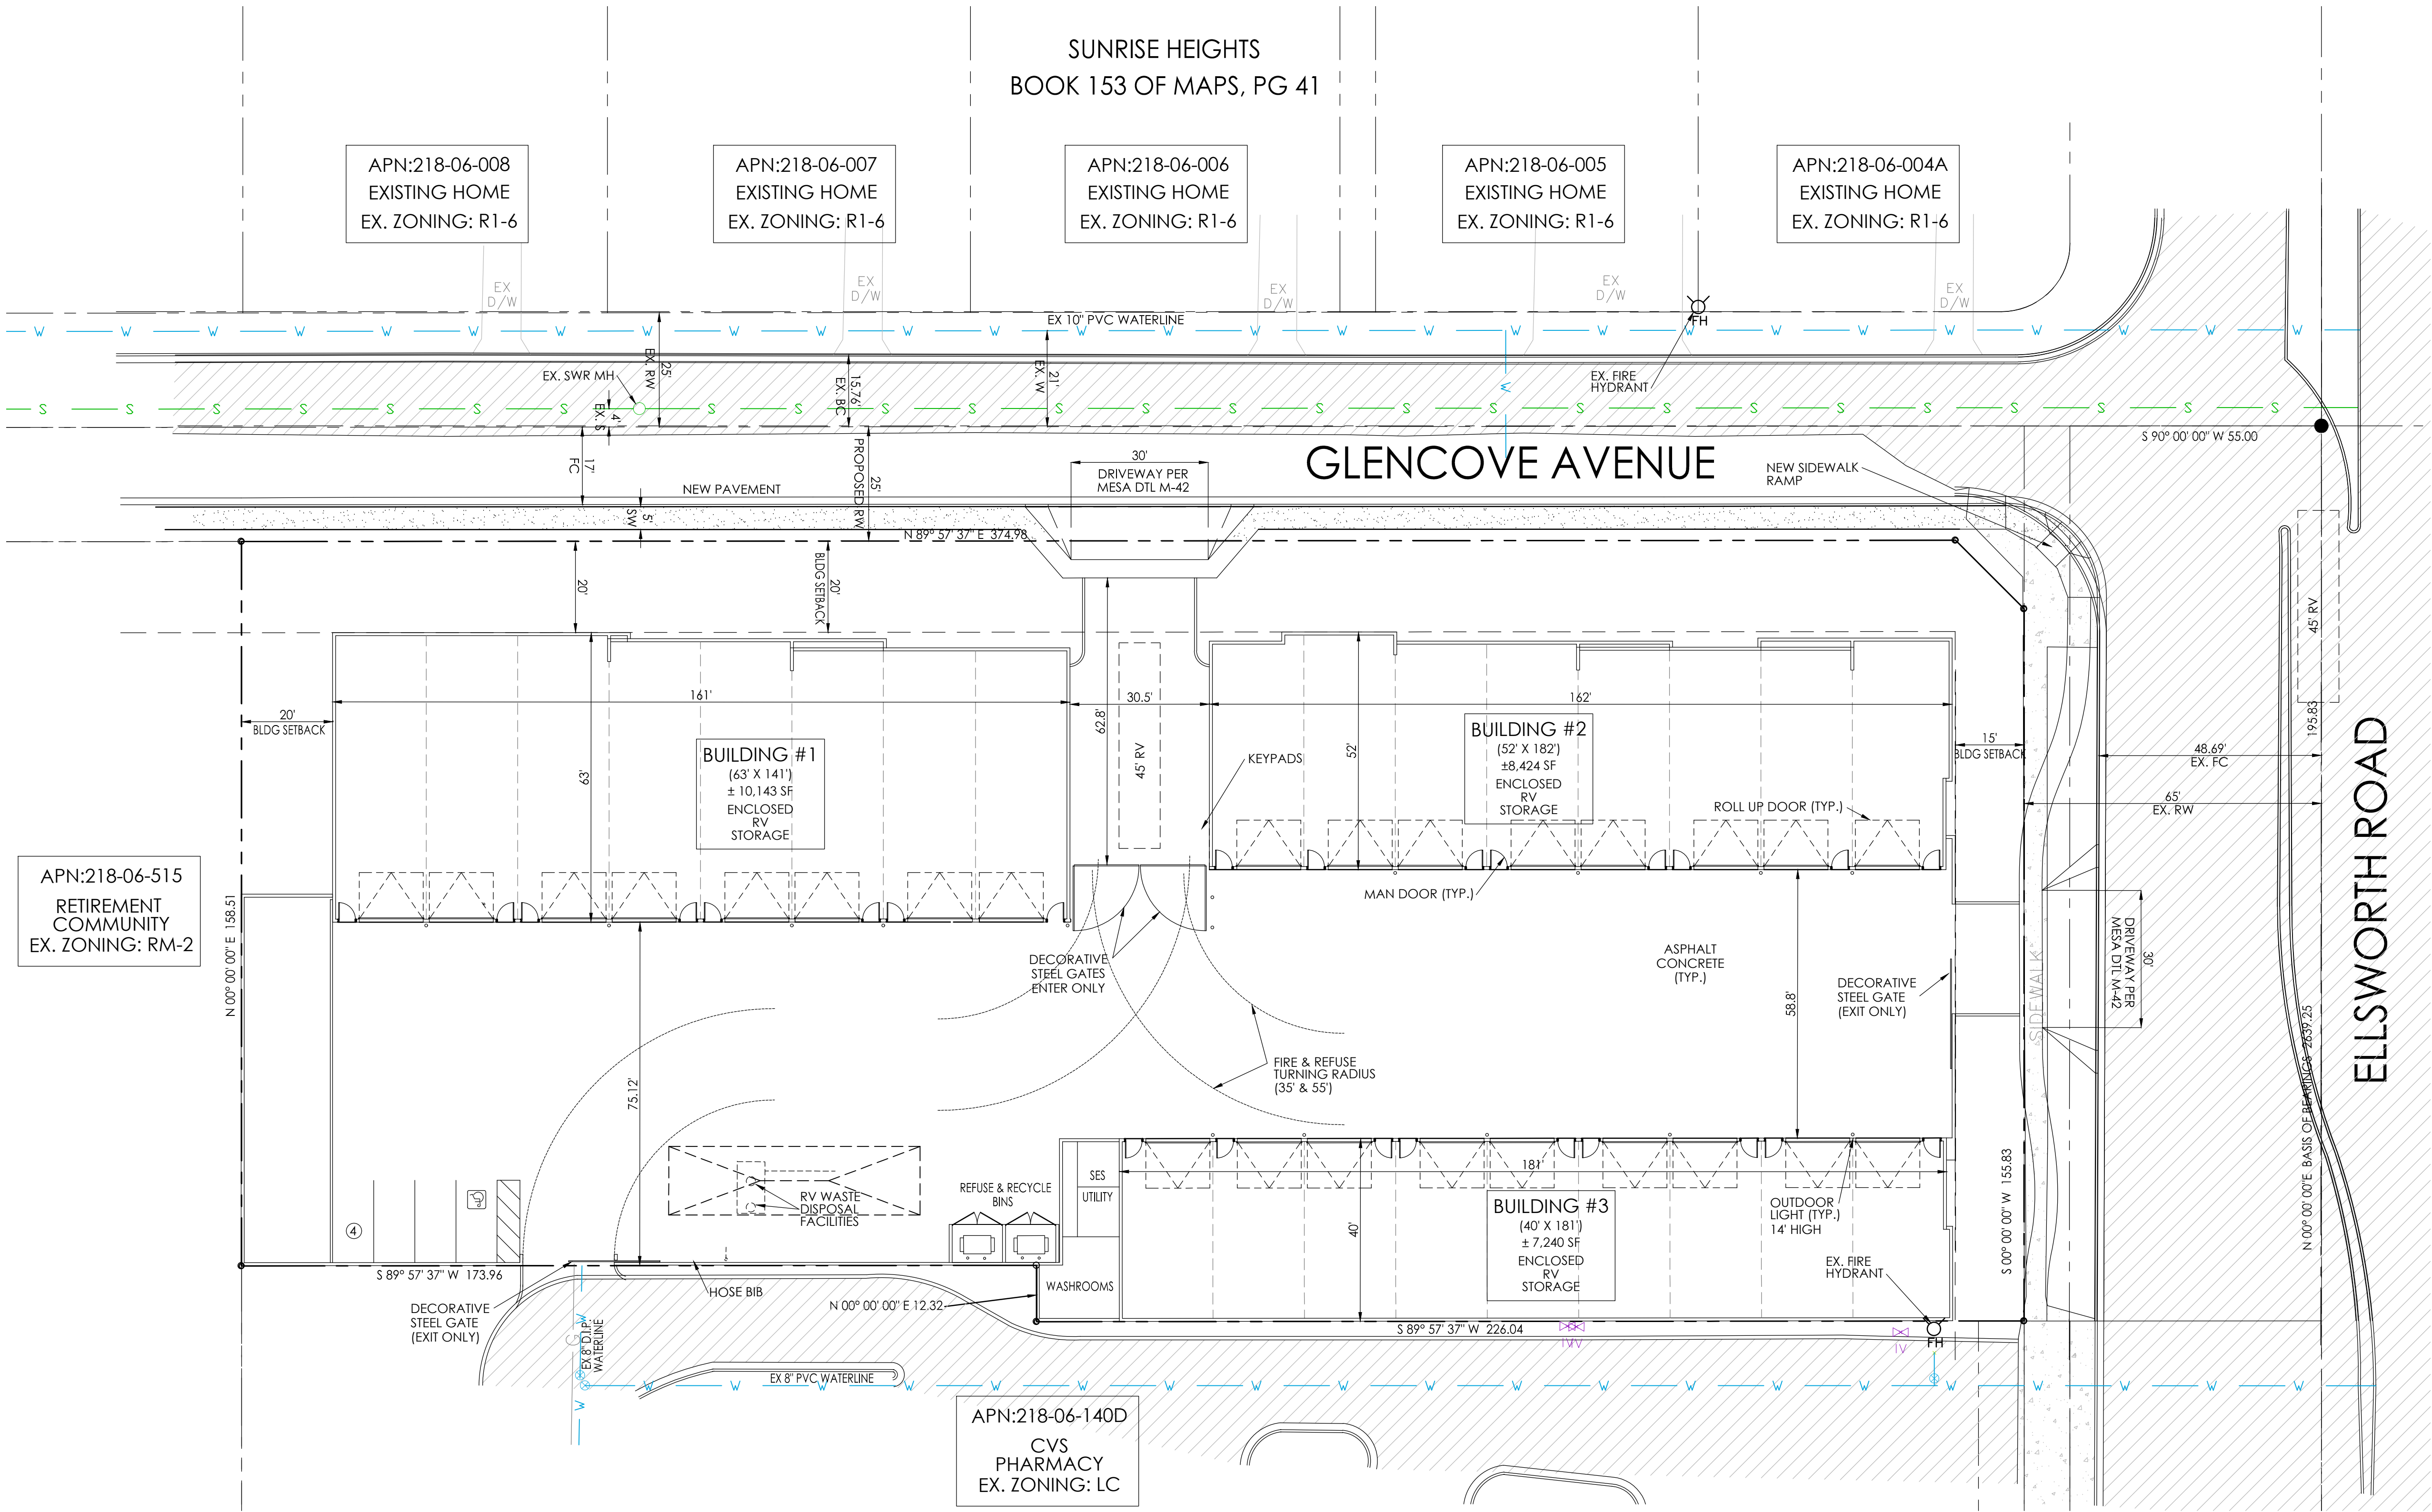 SUNRISE HEIGHTS
BOOK 153 OF MAPS, PG 41
APN:218-06-008
EXISTING HOME
EX. ZONING: R1-6
APN:218-06-007
EXISTING HOME
EX. ZONING: R1-6
APN:218-06-006
EXISTING HOME
EX. ZONING: R1-6
APN:218-06-005
EXISTING HOME
EX. ZONING: R1-6
APN:218-06-004A
EXISTING HOME
EX. ZONING: R1-6
EX
D/W
EX
D/W
EX
D/W
EX
D/W
EX
D/W
EX 10" PVC WATERLINE
W W W W W W W W W W W W W W W W W W W W W W W W W W W
FH
EX. FIRE
HYDRANT
W
25'
EX. RW
15.76'
EX. BC
21'
EX. W
EX. SWR MH
4'
EX. S
S S S S S S S S S S S S S S S S S S S S S S S S S S S
17'
FC
25'
PROPOSED RW
30'
DRIVEWAY PER
MESA DTL M-42
GLENCOVE AVENUE
NEW SIDEWALK
RAMP
S 90° 00' 00" W 55.00
NEW PAVEMENT
5'
SW
N 89° 57' 37" E 374.98
20'
20'
BLDG SETBACK
45' RV
195.83
161'
30.5'
162'
20'
BLDG SETBACK
62.8'
45' RV
KEYPADS
63'
52'
BUILDING #1
(63' X 141')
± 10,143 SF
ENCLOSED
RV
STORAGE
BUILDING #2
(52' X 182')
±8,424 SF
ENCLOSED
RV
STORAGE
ROLL UP DOOR (TYP.)
15'
BLDG SETBACK
48.69'
EX. FC
65'
EX. RW
ELLSWORTH ROAD
APN:218-06-515
RETIREMENT
COMMUNITY
EX. ZONING: RM-2
N 00° 00' 00" E 158.51
MAN DOOR (TYP.)
DECORATIVE
STEEL GATES
ENTER ONLY
ASPHALT
CONCRETE
(TYP.)
DECORATIVE
STEEL GATE
(EXIT ONLY)
58.8'
SIDEWALK
30'
DRIVEWAY PER
MESA DTL M-42
N 00° 00' 00"E BASIS OF BEARINGS 2639.25
FIRE & REFUSE
TURNING RADIUS
(35' & 55')
75.12'
RV WASTE
DISPOSAL
FACILITIES
REFUSE & RECYCLE
BINS
SES
UTILITY
WASHROOMS
181'
40'
BUILDING #3
(40' X 181')
± 7,240 SF
ENCLOSED
RV
STORAGE
OUTDOOR
LIGHT (TYP.)
14' HIGH
EX. FIRE
HYDRANT
S 00° 00' 00" W 155.83
4
S 89° 57' 37" W 173.96
DECORATIVE
STEEL GATE
(EXIT ONLY)
HOSE BIB
N 00° 00' 00" E 12.32
S 89° 57' 37" W 226.04
IV
IV
IV
FH
G
W
W
EX 8" D.I.P.
WATERLINE
EX 8" PVC WATERLINE
W W W W W W W W W W W W W W W W W W W W
APN:218-06-140D
CVS
PHARMACY
EX. ZONING: LC